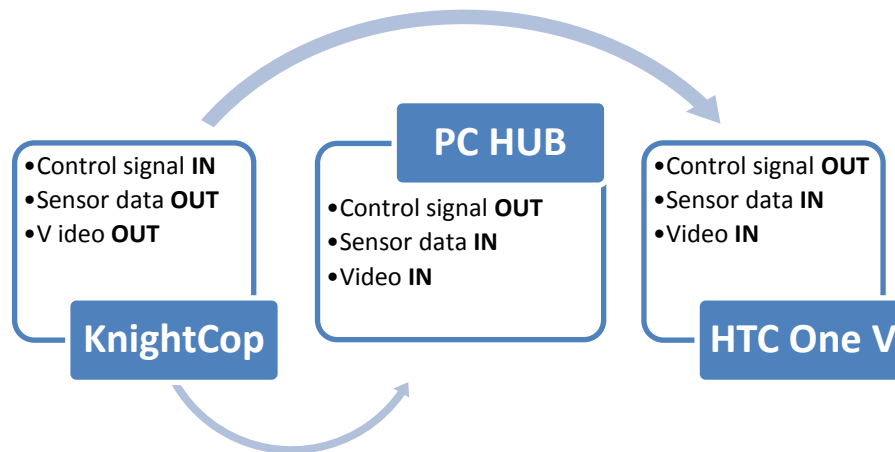 •Control signal IN
•Sensor data OUT
•V ideo OUT
KnightCop
PC HUB
•Control signal OUT
•Sensor data IN
•Video IN
•Control signal OUT
•Sensor data IN
•Video IN
HTC One V